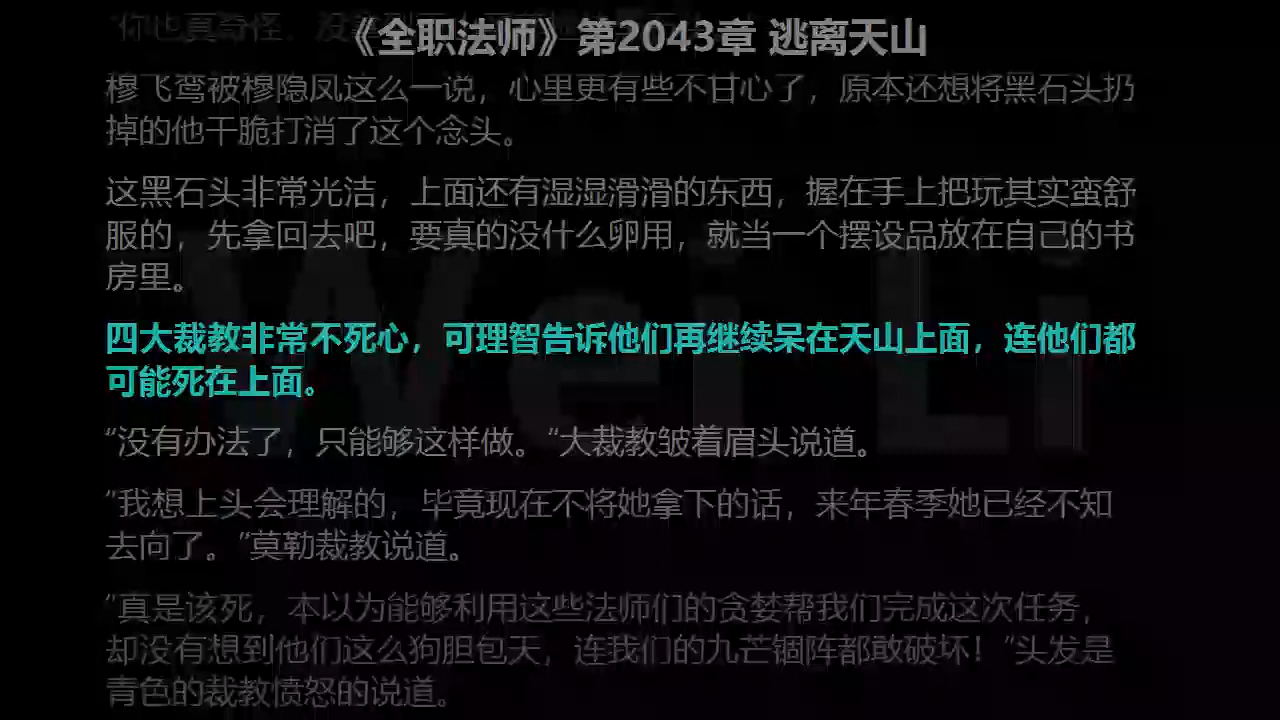 《全职法师》第2043章 逃离天山
穆飞鸾被穆隐凤这么一说，心里更有些不甘心了，原本还想将黑石头扔
掉的他干脆打消了这个念头。
这黑石头非常光洁，上面还有湿湿滑滑的东西，握在手上把玩其实蛮舒
服的，先拿回去吧，要真的没什么卵用，就当一个摆设品放在自己的书
房里。
四大裁教非常不死心，可理智告诉他们再继续呆在天山上面，连他们都
可能死在上面。
“没有办法了，只能够这样做。“大裁教皱着眉头说道。
“我想上头会理解的，毕竟现在不将她拿下的话，来年春季她已经不知
去向了。”莫勒裁教说道。
“真是该死，本以为能够利用这些法师们的贪婪帮我们完成这次任务，
却没有想到他们这么狗胆包天，连我们的九芒锢阵都敢破坏！“头发是
青色的裁教愤怒的说道。
Wei Li